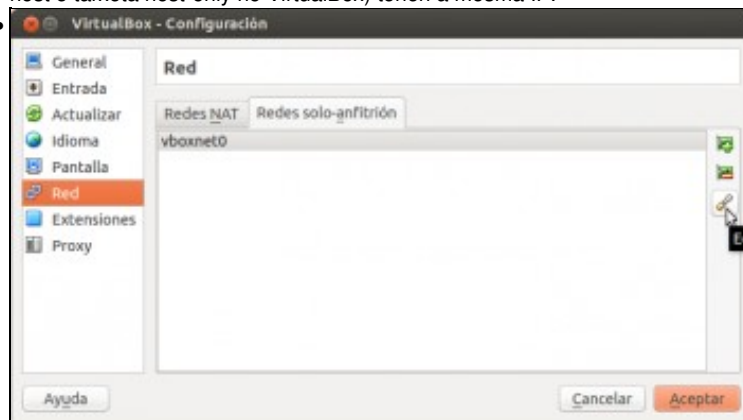 VirtualBox - Configuración
General
Entrada
Actualizar
Idioma
Pantalla
Red
Extensiones
Proxy
Red
Redes NAT
Redes solo-anfitrión
vboxnet0
Ayuda
Cancelar
Aceptar